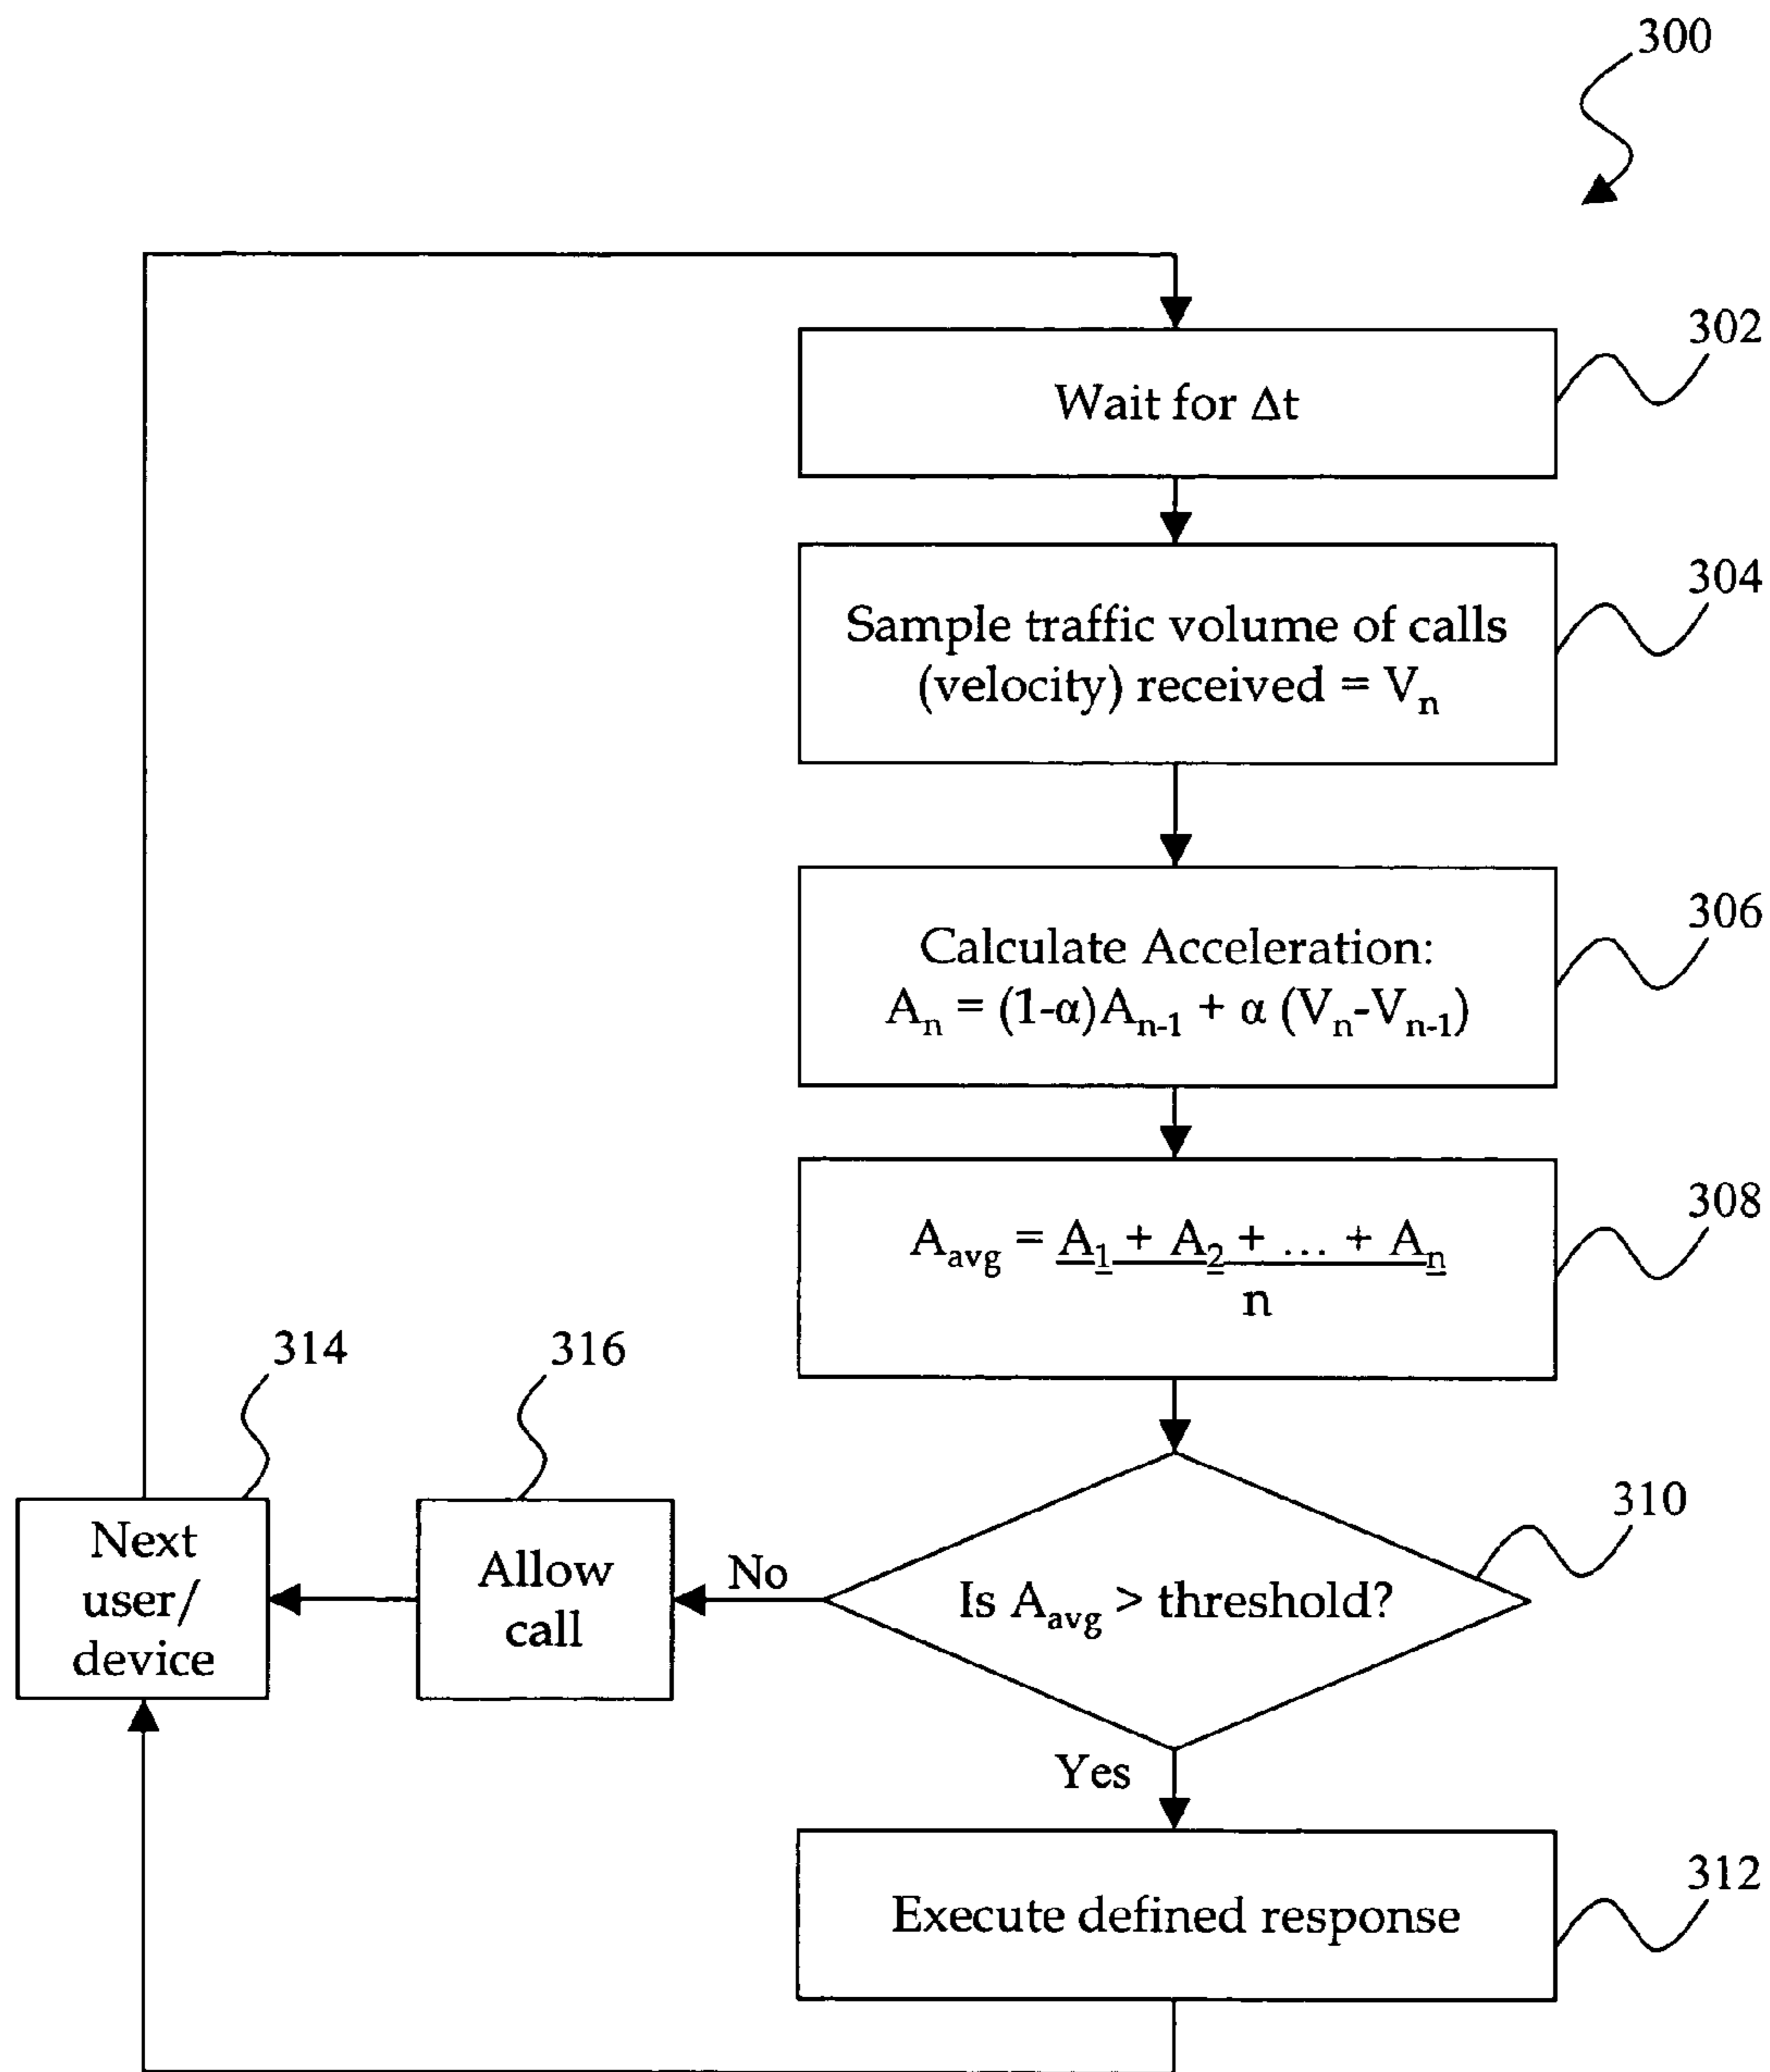 300
302
Wait for Δt
304
Sample traffic volume of calls
(velocity) received = Vₙ
306
Calculate Acceleration:
Aₙ = (1-α)Aₙ₋₁ + α (Vₙ-Vₙ₋₁)
308
A_avg = A₁ + A₂ + ... + Aₙ
n
314
316
310
Next
user/
device
Allow
call
No
Is A_avg > threshold?
Yes
312
Execute defined response